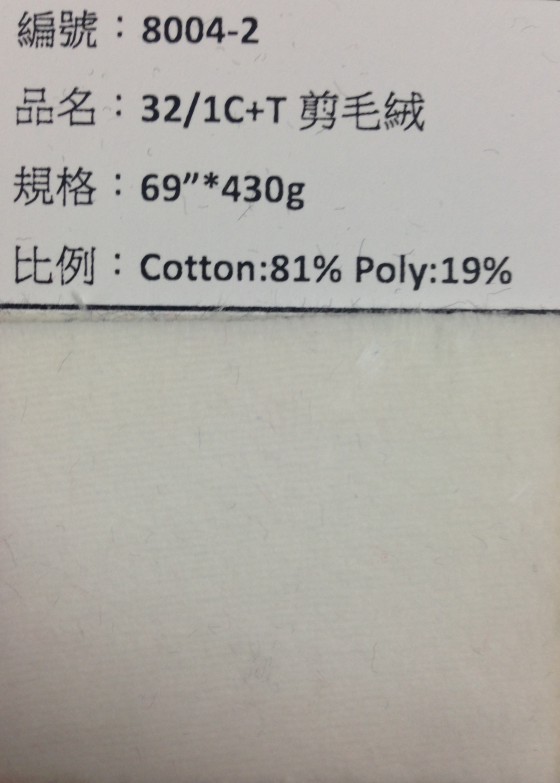 編號：8004-2
品名：32/1C+T 剪毛絨
規格：69”*430g
比例：Cotton:81% Poly:19%